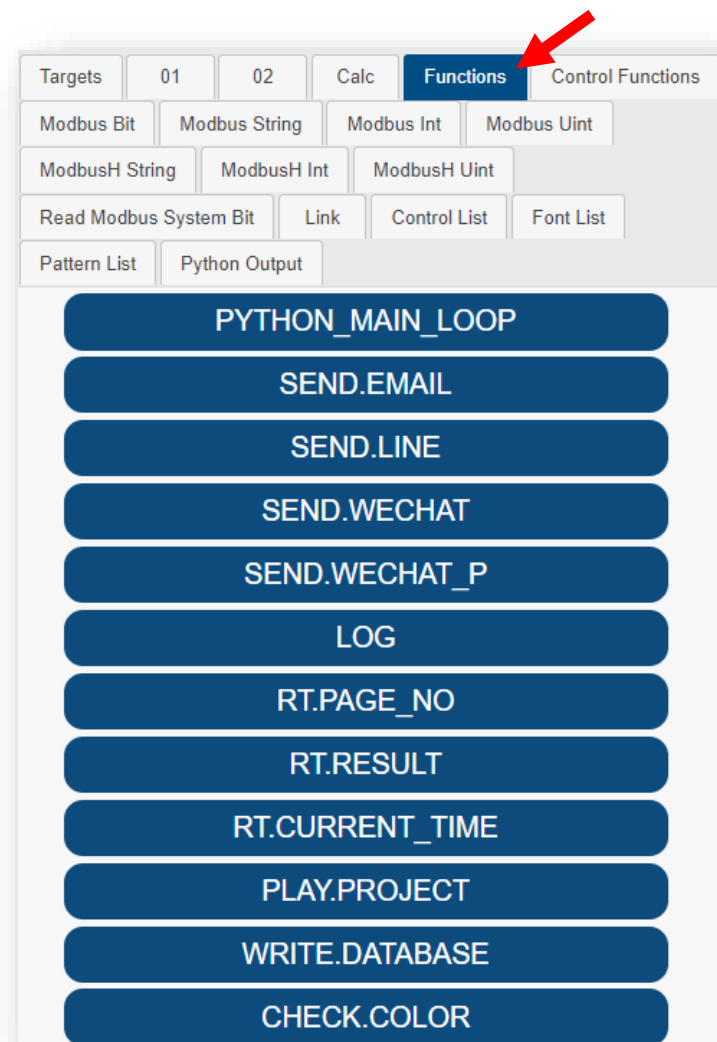 Targets 01 02 Calc Functions Control Functions
Modbus Bit Modbus String Modbus Int Modbus Uint
ModbusH String ModbusH Int ModbusH Uint
Read Modbus System Bit Link Control List Font List
Pattern List Python Output
PYTHON_MAIN_LOOP
SEND.EMAIL
SEND.LINE
SEND.WECHAT
SEND.WECHAT_P
LOG
RT.PAGE_NO
RT.RESULT
RT.CURRENT_TIME
PLAY.PROJECT
WRITE.DATABASE
CHECK.COLOR